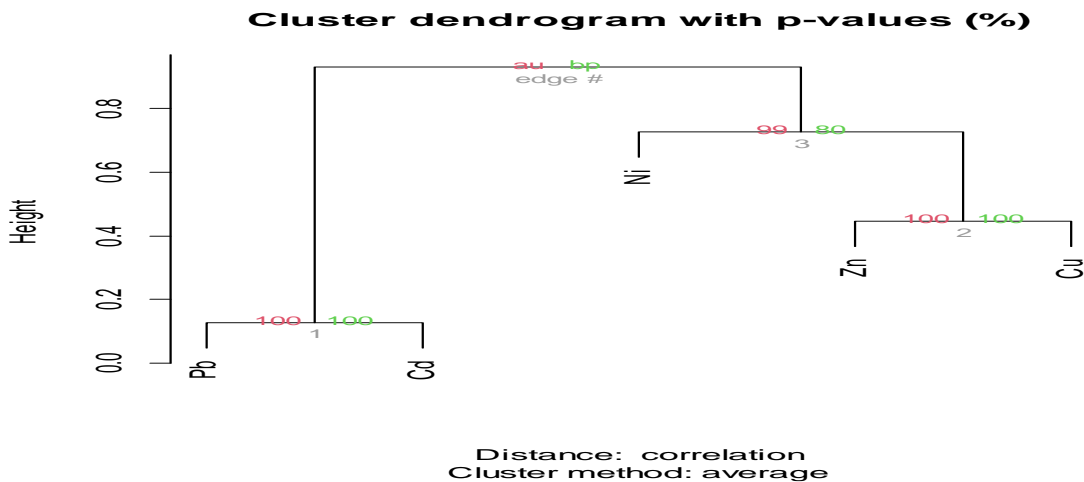 Cluster dendrogram with p-values (%)
au bp
edge #
0.8
99 80
3
0.6
Ni
Height
100 100
2
0.4
Zn
Cu
0.2
100 100
1
0.0
Pb
Cd
Distance: correlation
Cluster method: average